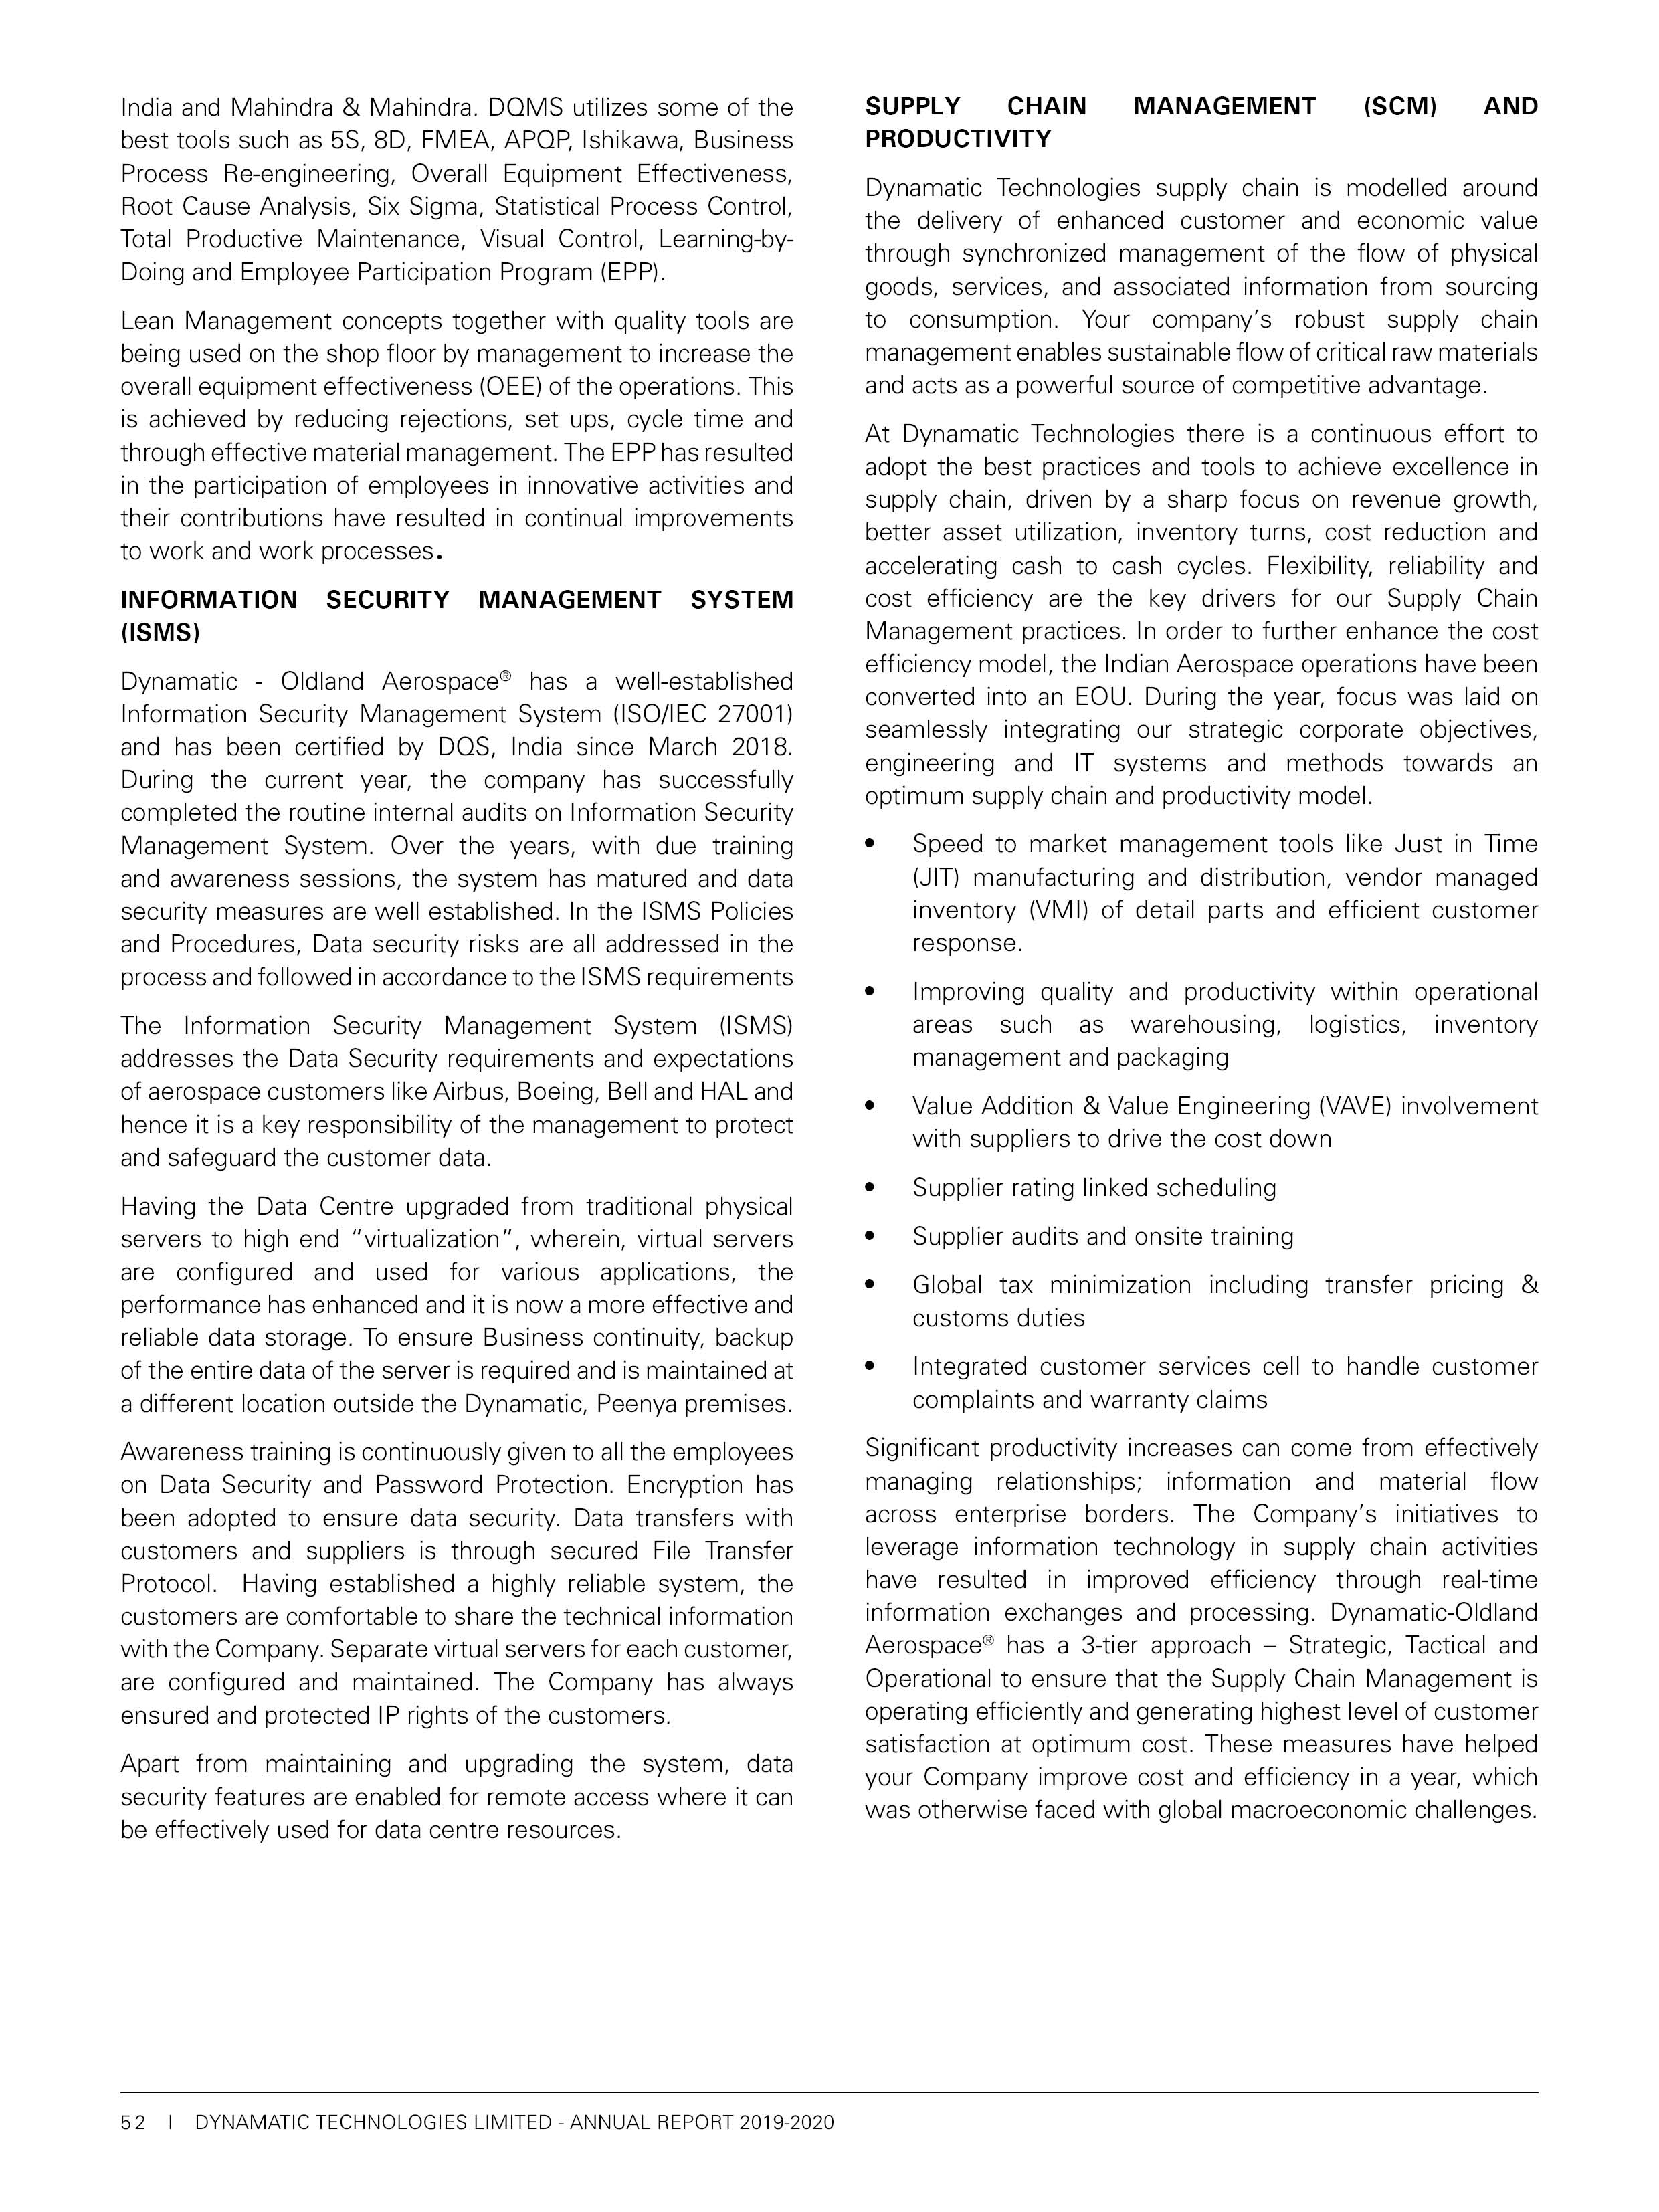 India and Mahindra & Mahindra. DQMS utilizes some of the
best tools such as 5S, 8D, FMEA, APQP, Ishikawa, Business
Process Re-engineering, Overall Equipment Effectiveness,
Root Cause Analysis, Six Sigma, Statistical Process Control,
Total Productive Maintenance, Visual Control, Learning-by-
Doing and Employee Participation Program (EPP).
Lean Management concepts together with quality tools are
being used on the shop floor by management to increase the
overall equipment effectiveness (OEE) of the operations. This
is achieved by reducing rejections, set ups, cycle time and
through effective material management. The EPP has resulted
in the participation of employees in innovative activities and
their contributions have resulted in continual improvements
to work and work processes.
INFORMATION SECURITY MANAGEMENT SYSTEM
(ISMS)
Dynamatic - Oldland Aerospace® has a well-established
Information Security Management System (ISO/IEC 27001)
and has been certified by DQS, India since March 2018.
During the current year, the company has successfully
completed the routine internal audits on Information Security
Management System. Over the years, with due training
and awareness sessions, the system has matured and data
security measures are well established. In the ISMS Policies
and Procedures, Data security risks are all addressed in the
process and followed in accordance to the ISMS requirements
The Information Security Management System (ISMS)
addresses the Data Security requirements and expectations
of aerospace customers like Airbus, Boeing, Bell and HAL and
hence it is a key responsibility of the management to protect
and safeguard the customer data.
Having the Data Centre upgraded from traditional physical
servers to high end “virtualization”, wherein, virtual servers
are configured and used for various applications, the
performance has enhanced and it is now a more effective and
reliable data storage. To ensure Business continuity, backup
of the entire data of the server is required and is maintained at
a different location outside the Dynamatic, Peenya premises.
Awareness training is continuously given to all the employees
on Data Security and Password Protection. Encryption has
been adopted to ensure data security. Data transfers with
customers and suppliers is through secured File Transfer
Protocol. Having established a highly reliable system, the
customers are comfortable to share the technical information
with the Company. Separate virtual servers for each customer,
are configured and maintained. The Company has always
ensured and protected IP rights of the customers.
Apart from maintaining and upgrading the system, data
security features are enabled for remote access where it can
be effectively used for data centre resources.
SUPPLY CHAIN MANAGEMENT (SCM) AND
PRODUCTIVITY
Dynamatic Technologies supply chain is modelled around
the delivery of enhanced customer and economic value
through synchronized management of the flow of physical
goods, services, and associated information from sourcing
to consumption. Your company’s robust supply chain
management enables sustainable flow of critical raw materials
and acts as a powerful source of competitive advantage.
At Dynamatic Technologies there is a continuous effort to
adopt the best practices and tools to achieve excellence in
supply chain, driven by a sharp focus on revenue growth,
better asset utilization, inventory turns, cost reduction and
accelerating cash to cash cycles. Flexibility, reliability and
cost efficiency are the key drivers for our Supply Chain
Management practices. In order to further enhance the cost
efficiency model, the Indian Aerospace operations have been
converted into an EOU. During the year, focus was laid on
seamlessly integrating our strategic corporate objectives,
engineering and IT systems and methods towards an
optimum supply chain and productivity model.
• Speed to market management tools like Just in Time
(JIT) manufacturing and distribution, vendor managed
inventory (VMI) of detail parts and efficient customer
response.
• Improving quality and productivity within operational
areas such as warehousing, logistics, inventory
management and packaging
• Value Addition & Value Engineering (VAVE) involvement
with suppliers to drive the cost down
• Supplier rating linked scheduling
• Supplier audits and onsite training
• Global tax minimization including transfer pricing &
customs duties
• Integrated customer services cell to handle customer
complaints and warranty claims
Significant productivity increases can come from effectively
managing relationships; information and material flow
across enterprise borders. The Company’s initiatives to
leverage information technology in supply chain activities
have resulted in improved efficiency through real-time
information exchanges and processing. Dynamatic-Oldland
Aerospace® has a 3-tier approach – Strategic, Tactical and
Operational to ensure that the Supply Chain Management is
operating efficiently and generating highest level of customer
satisfaction at optimum cost. These measures have helped
your Company improve cost and efficiency in a year, which
was otherwise faced with global macroeconomic challenges.
52 | DYNAMATIC TECHNOLOGIES LIMITED - ANNUAL REPORT 2019-2020